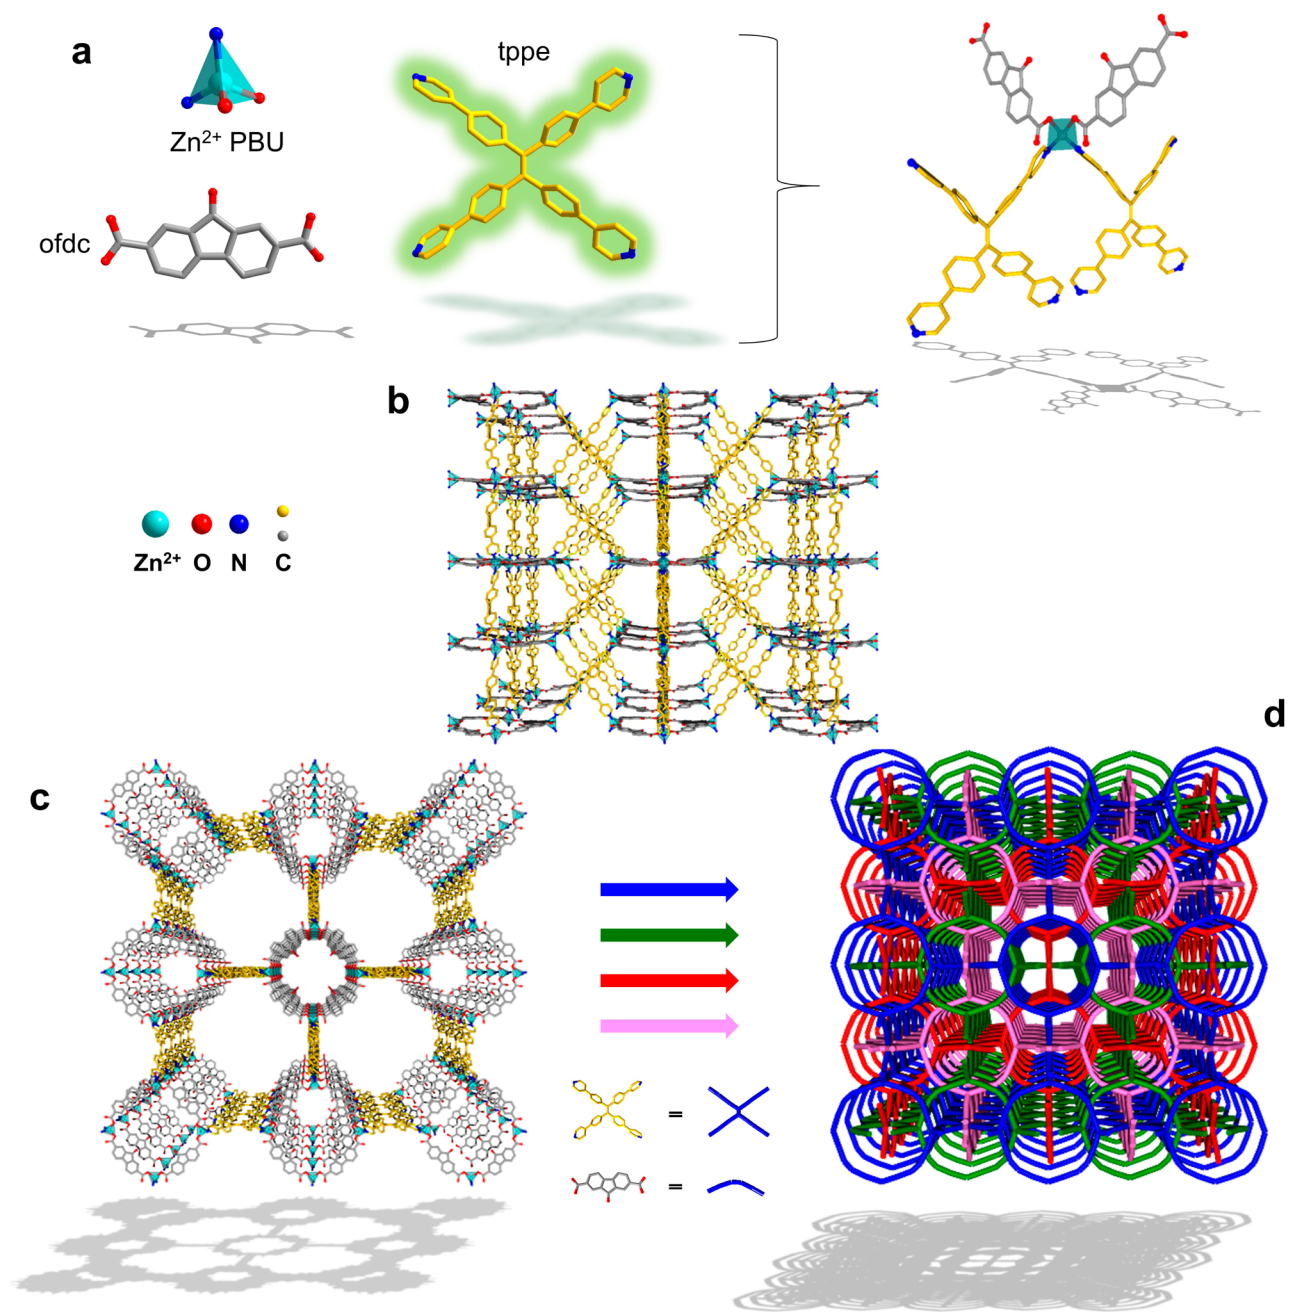 a
tppe
Zn²⁺ PBU
ofdc
b
Zn²⁺ O N C
d
c
=
=